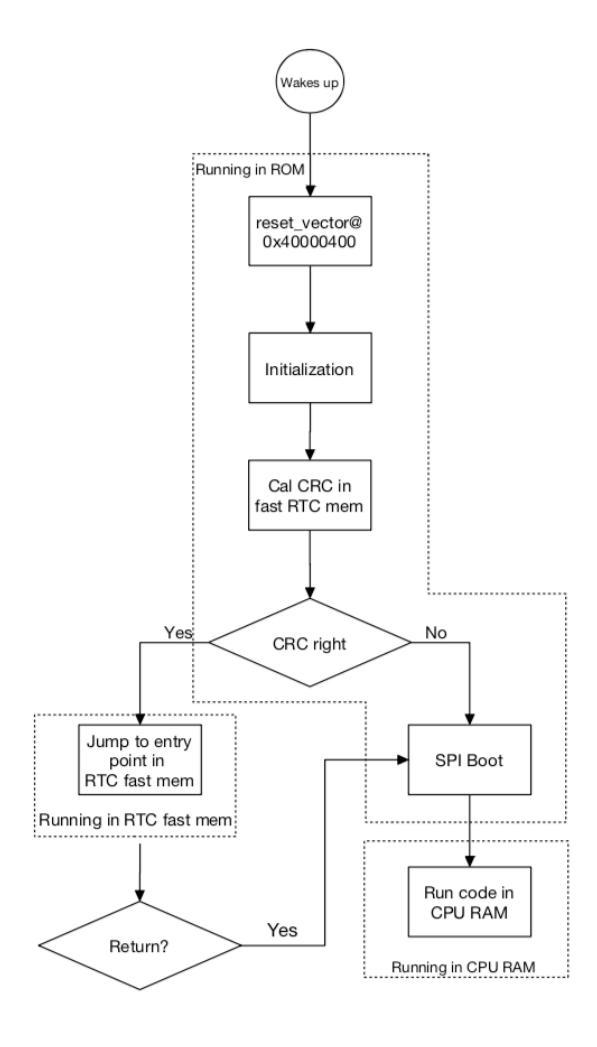 Wakes up
Running in ROM
reset_vector@
0x40000400
Initialization
Cal CRC in
fast RTC mem
CRC right
Yes
No
Jump to entry
point in
RTC fast mem
Running in RTC fast mem
SPI Boot
Return?
Yes
Run code in
CPU RAM
Running in CPU RAM